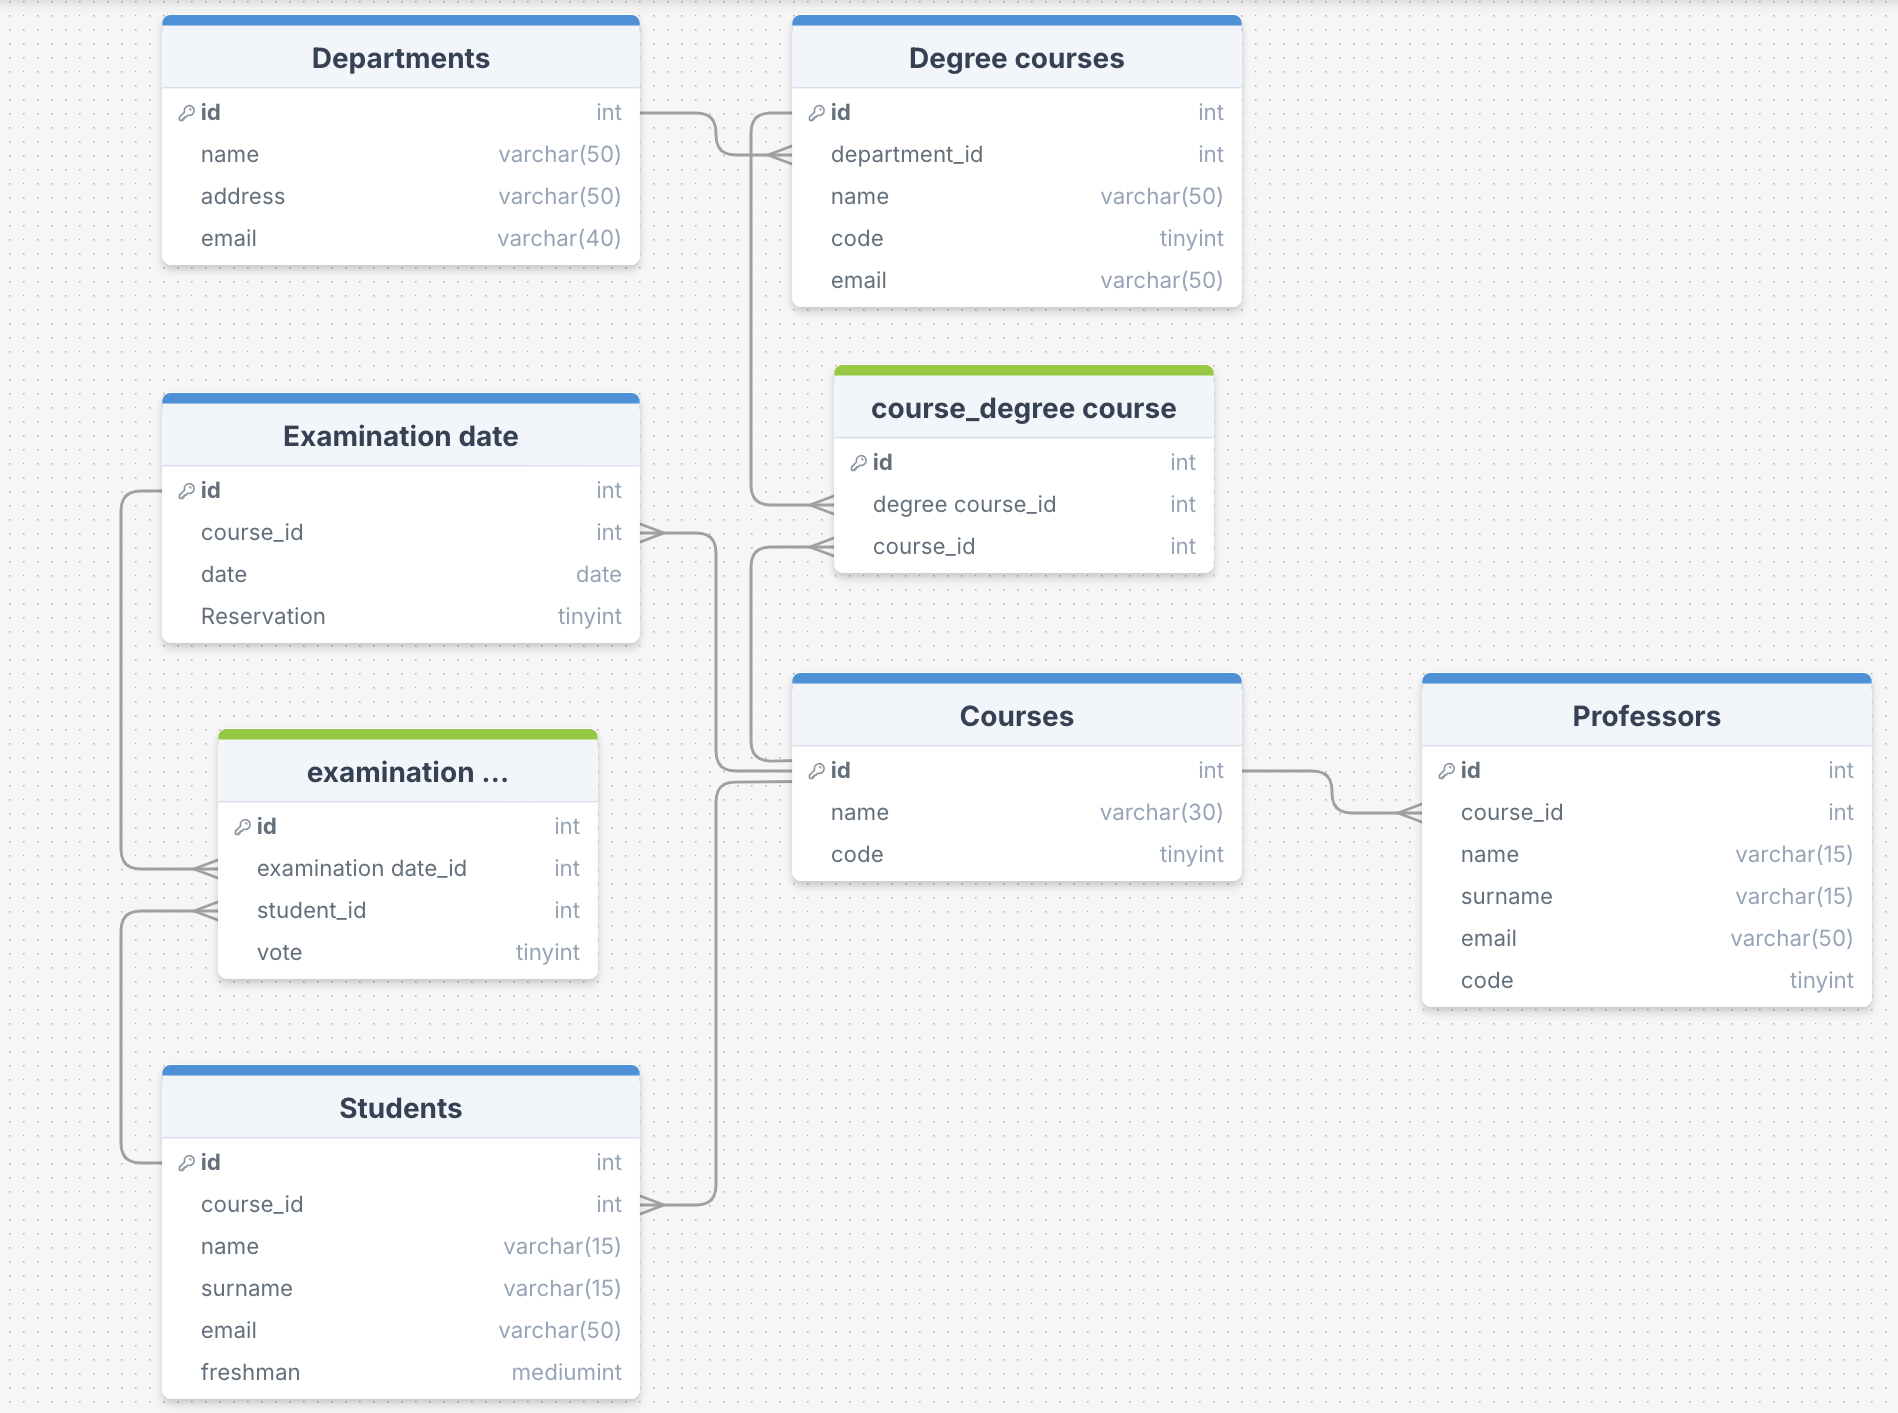 Departments
id int
name varchar(50)
address varchar(50)
email varchar(40)
Degree courses
id int
department_id int
name varchar(50)
code tinyint
email varchar(50)
course_degree course
id int
degree course_id int
course_id int
Examination date
id int
course_id int
date date
Reservation tinyint
examination ...
id int
examination date_id int
student_id int
vote tinyint
Courses
id int
name varchar(30)
code tinyint
Professors
id int
course_id int
name varchar(15)
surname varchar(15)
email varchar(50)
code tinyint
Students
id int
course_id int
name varchar(15)
surname varchar(15)
email varchar(50)
freshman mediumint